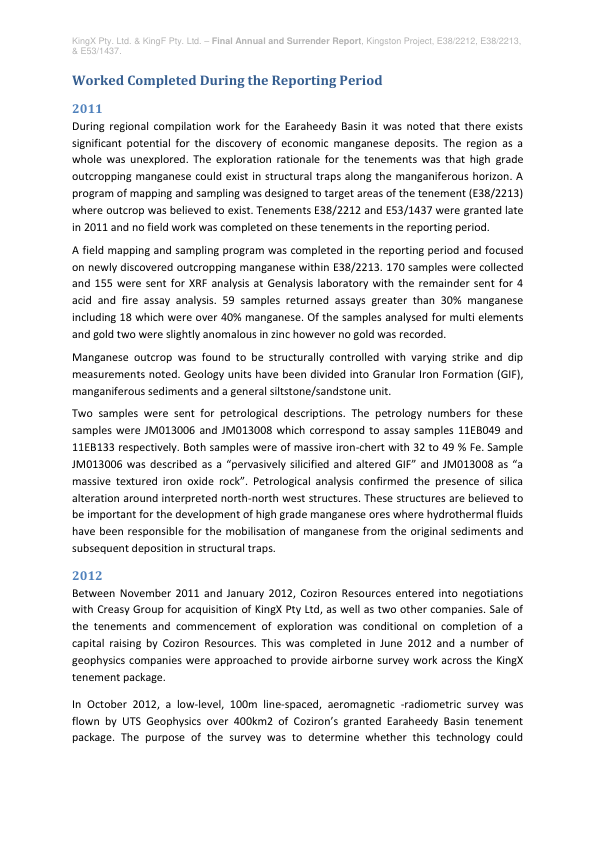 KingX Pty. Ltd. & KingF Pty. Ltd. – Final Annual and Surrender Report, Kingston Project, E38/2212, E38/2213,
& E53/1437.
Worked Completed During the Reporting Period
2011
During regional compilation work for the Earaheedy Basin it was noted that there exists
significant potential for the discovery of economic manganese deposits. The region as a
whole was unexplored. The exploration rationale for the tenements was that high grade
outcropping manganese could exist in structural traps along the manganiferous horizon. A
program of mapping and sampling was designed to target areas of the tenement (E38/2213)
where outcrop was believed to exist. Tenements E38/2212 and E53/1437 were granted late
in 2011 and no field work was completed on these tenements in the reporting period.
A field mapping and sampling program was completed in the reporting period and focused
on newly discovered outcropping manganese within E38/2213. 170 samples were collected
and 155 were sent for XRF analysis at Genalysis laboratory with the remainder sent for 4
acid and fire assay analysis. 59 samples returned assays greater than 30% manganese
including 18 which were over 40% manganese. Of the samples analysed for multi elements
and gold two were slightly anomalous in zinc however no gold was recorded.
Manganese outcrop was found to be structurally controlled with varying strike and dip
measurements noted. Geology units have been divided into Granular Iron Formation (GIF),
manganiferous sediments and a general siltstone/sandstone unit.
Two samples were sent for petrological descriptions. The petrology numbers for these
samples were JM013006 and JM013008 which correspond to assay samples 11EB049 and
11EB133 respectively. Both samples were of massive iron-chert with 32 to 49 % Fe. Sample
JM013006 was described as a “pervasively silicified and altered GIF” and JM013008 as “a
massive textured iron oxide rock”. Petrological analysis confirmed the presence of silica
alteration around interpreted north-north west structures. These structures are believed to
be important for the development of high grade manganese ores where hydrothermal fluids
have been responsible for the mobilisation of manganese from the original sediments and
subsequent deposition in structural traps.
2012
Between November 2011 and January 2012, Coziron Resources entered into negotiations
with Creasy Group for acquisition of KingX Pty Ltd, as well as two other companies. Sale of
the tenements and commencement of exploration was conditional on completion of a
capital raising by Coziron Resources. This was completed in June 2012 and a number of
geophysics companies were approached to provide airborne survey work across the KingX
tenement package.
In October 2012, a low-level, 100m line-spaced, aeromagnetic -radiometric survey was
flown by UTS Geophysics over 400km2 of Coziron’s granted Earaheedy Basin tenement
package. The purpose of the survey was to determine whether this technology could